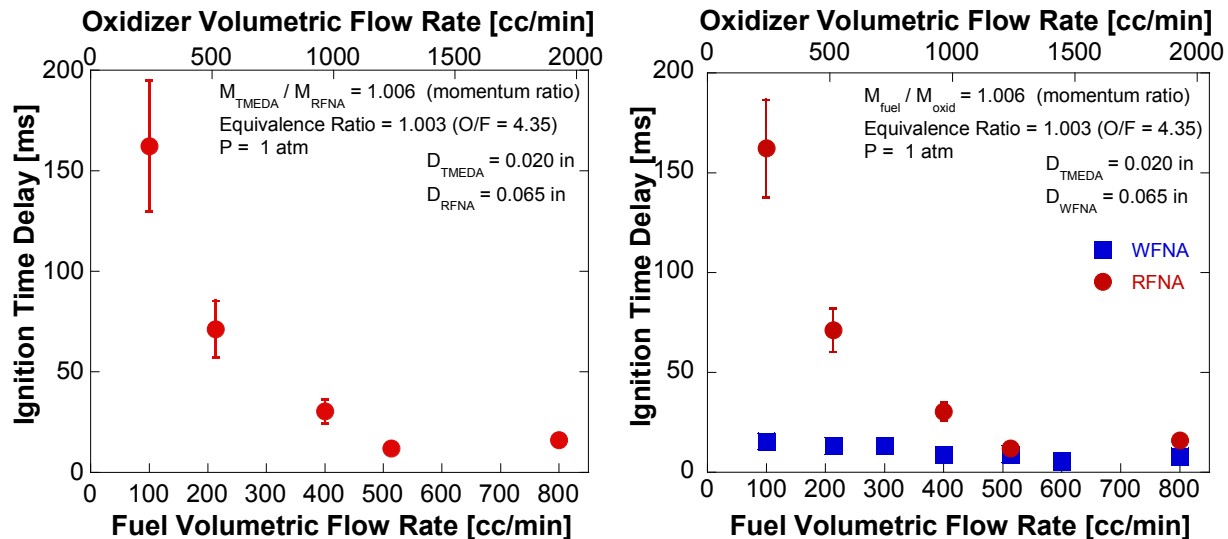 Oxidizer Volumetric Flow Rate [cc/min]
0 500 1000 1500 2000
200
150
100
50
0
Ignition Time Delay [ms]
M_TMEDA / M_RFNA = 1.006 (momentum ratio)
Equivalence Ratio = 1.003 (O/F = 4.35)
P = 1 atm
D_TMEDA = 0.020 in
D_RFNA = 0.065 in
0 100 200 300 400 500 600 700 800
Fuel Volumetric Flow Rate [cc/min]
Oxidizer Volumetric Flow Rate [cc/min]
0 500 1000 1500 2000
200
150
100
50
0
Ignition Time Delay [ms]
M_fuel / M_oxid = 1.006 (momentum ratio)
Equivalence Ratio = 1.003 (O/F = 4.35)
P = 1 atm
D_TMEDA = 0.020 in
D_WFNA = 0.065 in
WFNA
RFNA
0 100 200 300 400 500 600 700 800
Fuel Volumetric Flow Rate [cc/min]